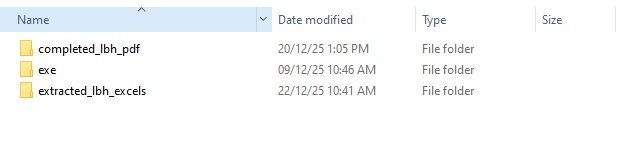 Name Date modified Type Size
completed_lbh_pdf 20/12/25 1:05 PM File folder
exe 09/12/25 10:46 AM File folder
extracted_lbh_excels 22/12/25 10:41 AM File folder